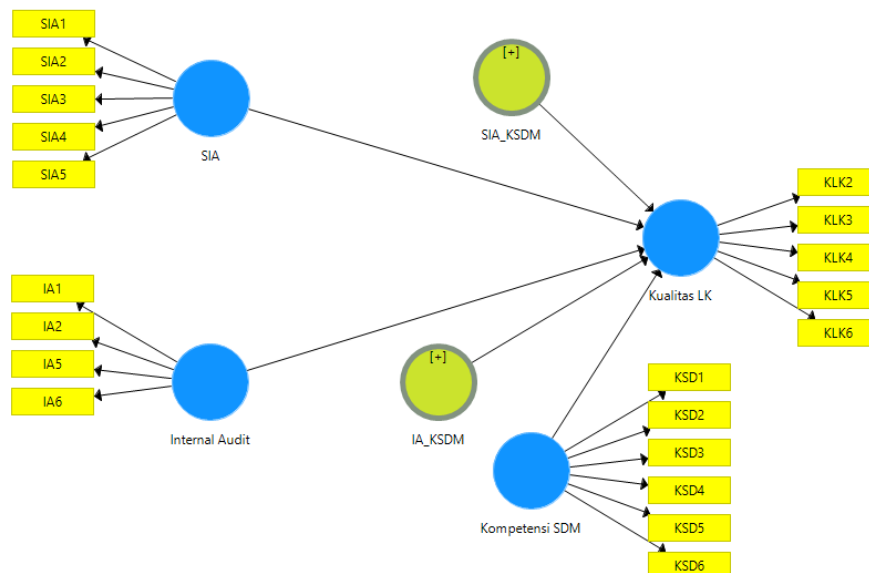 SIA1
SIA2
SIA3
SIA4
SIA5
SIA
[+]
SIA_KSDM
KLK2
KLK3
KLK4
KLK5
KLK6
Kualitas LK
IA1
IA2
IA5
IA6
Internal Audit
[+]
IA_KSDM
KSD1
KSD2
KSD3
KSD4
KSD5
KSD6
Kompetensi SDM